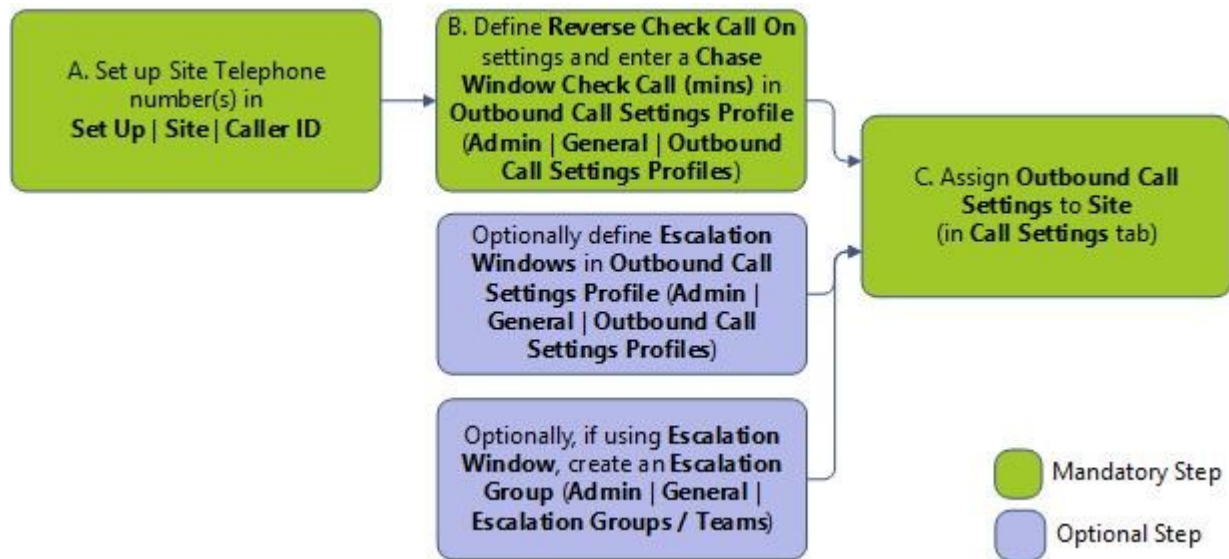 A. Set up Site Telephone
number(s) in
Set Up | Site | Caller ID
B. Define Reverse Check Call On
settings and enter a Chase
Window Check Call (mins) in
Outbound Call Settings Profile
(Admin | General | Outbound
Call Settings Profiles)
C. Assign Outbound Call
Settings to Site
(in Call Settings tab)
Optionally define Escalation
Windows in Outbound Call
Settings Profile (Admin |
General | Outbound Call
Settings Profiles)
Optionally, if using Escalation
Window, create an Escalation
Group (Admin | General |
Escalation Groups / Teams)
Mandatory Step
Optional Step